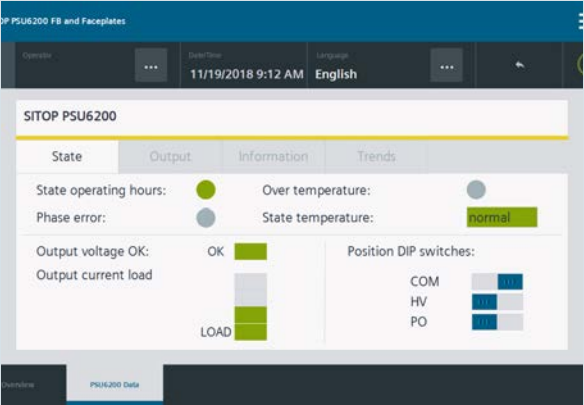 OP PSU6200 FB and Faceplates
Operator
...
Date/Time
11/19/2018 9:12 AM
Language
English
...
SITOP PSU6200
State
Output
Information
Trends
State operating hours:
Over temperature:
Phase error:
State temperature:
normal
Output voltage OK:
OK
Position DIP switches:
Output current load
COM
HV
PO
LOAD
Overview
PSU6200 Data